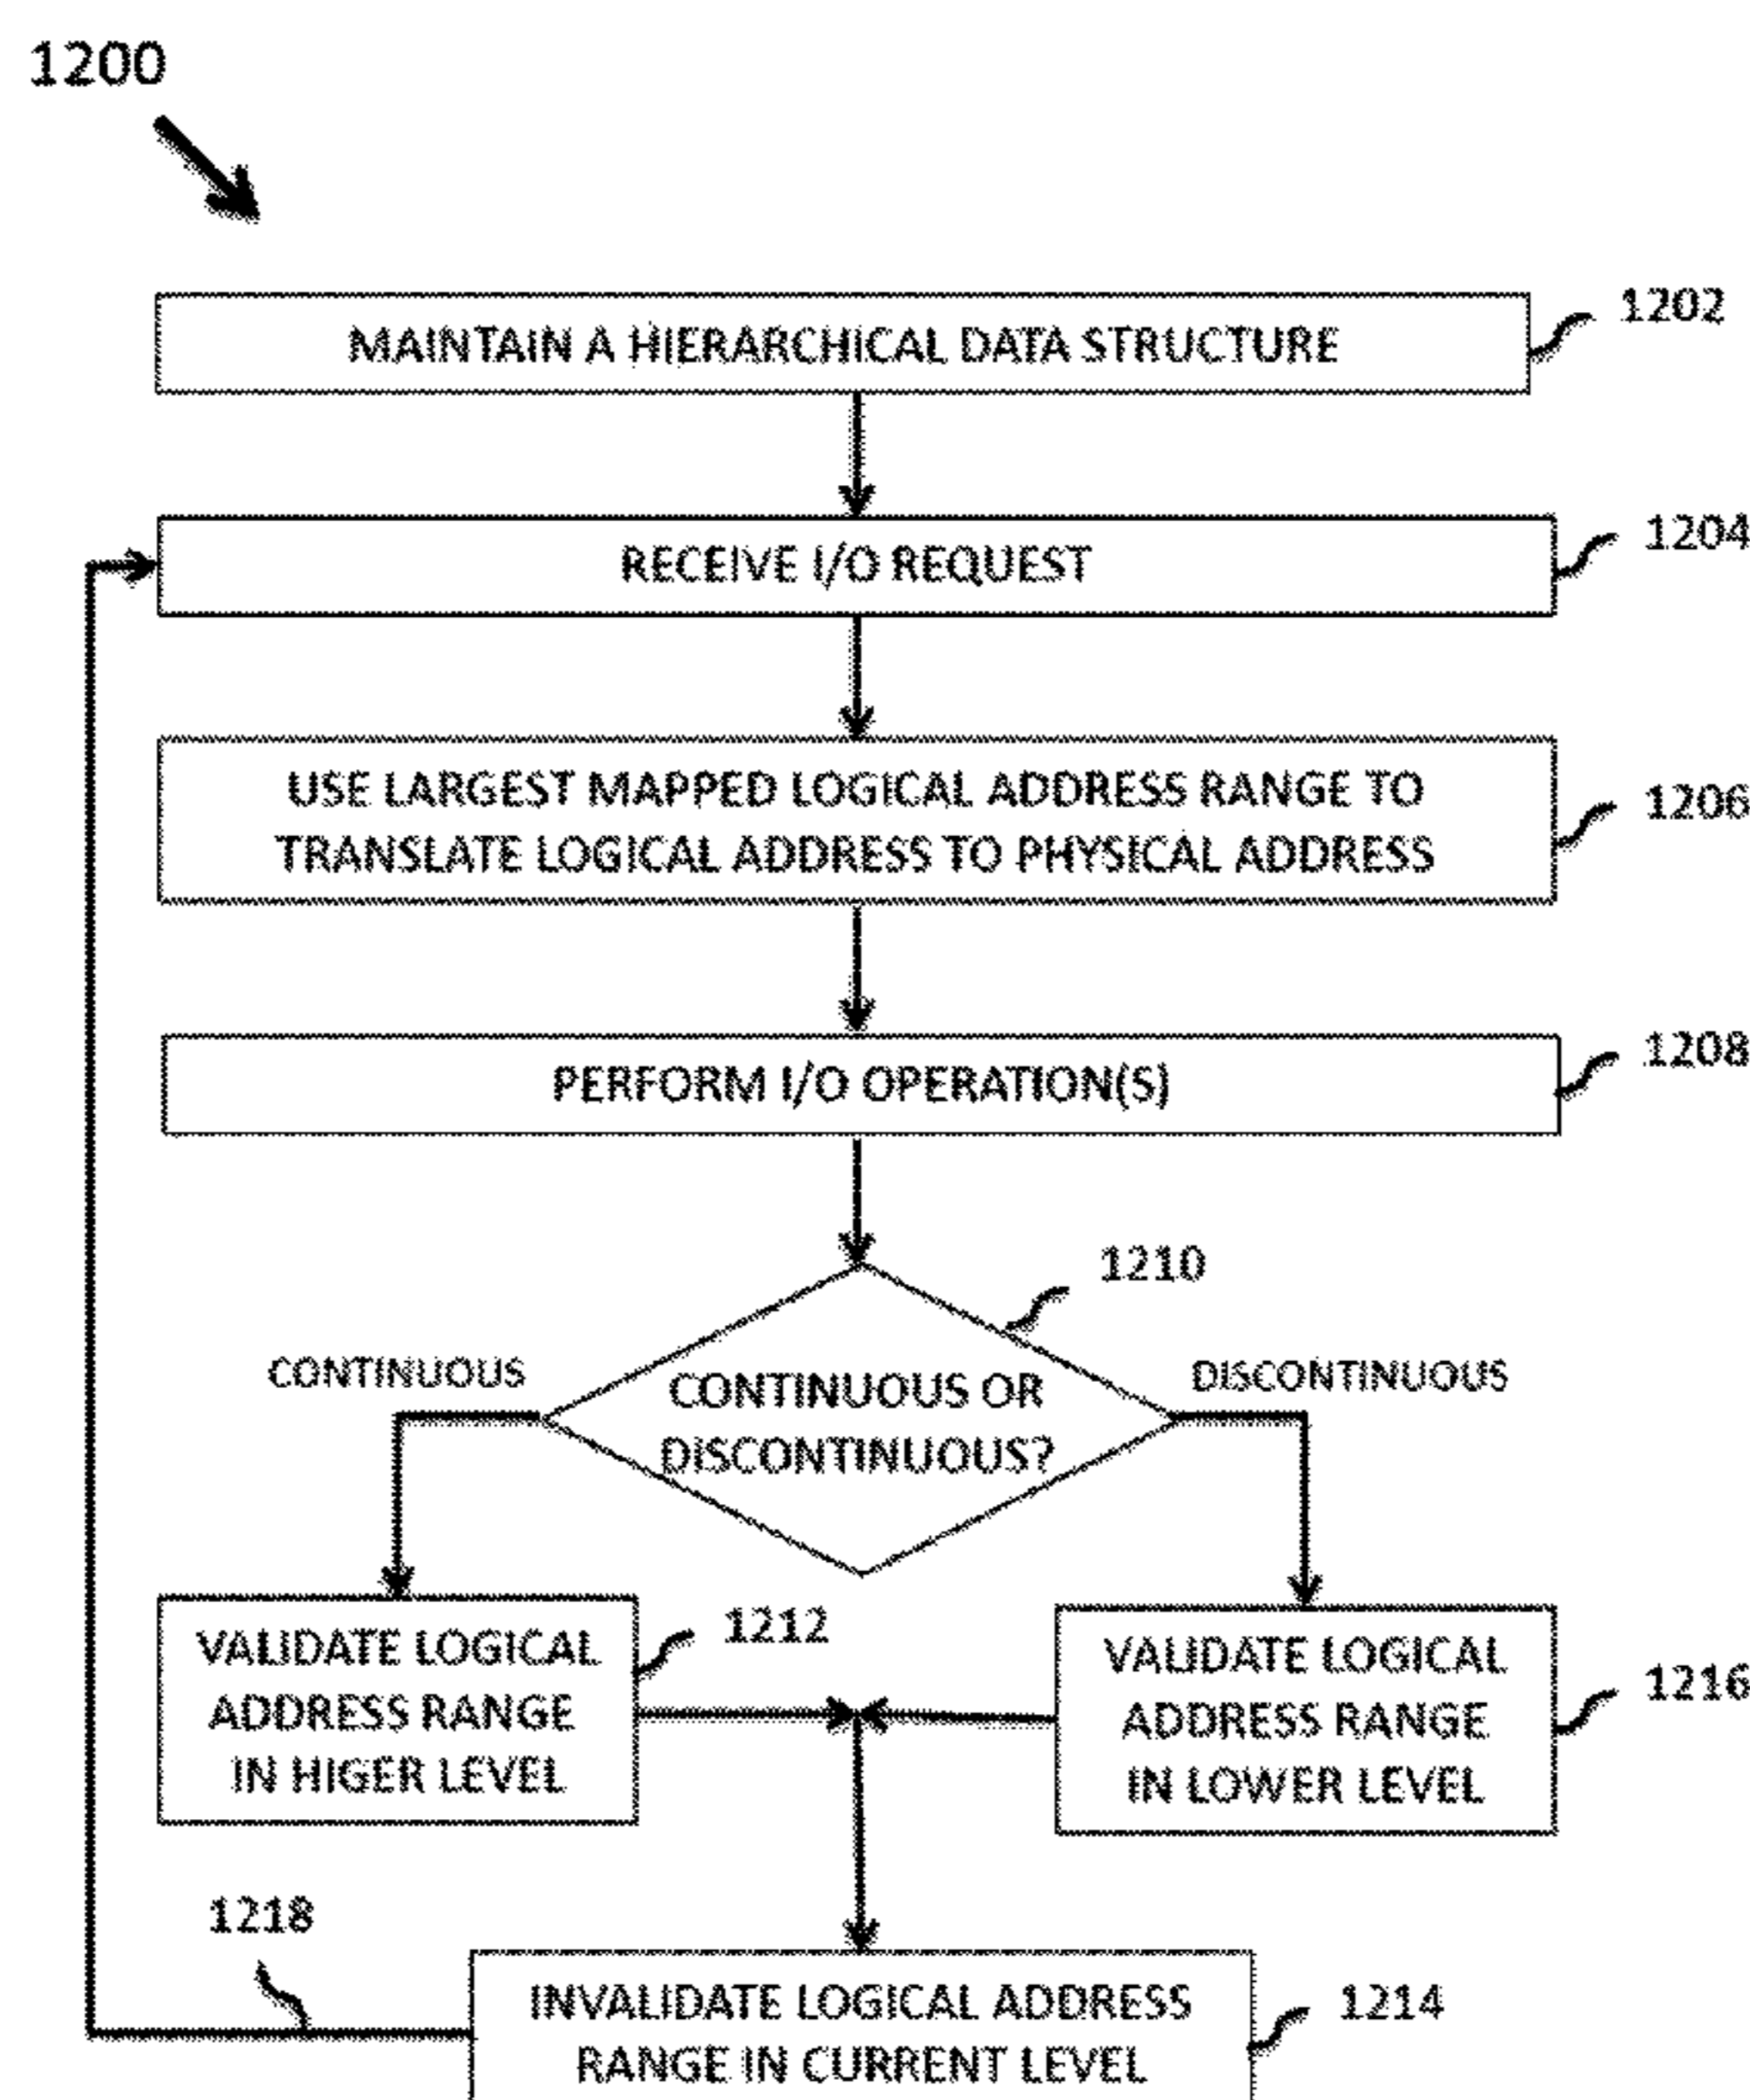 1200
MAINTAIN A HIERARCHICAL DATA STRUCTURE
1202
RECEIVE I/O REQUEST
1204
USE LARGEST MAPPED LOGICAL ADDRESS RANGE TO
TRANSLATE LOGICAL ADDRESS TO PHYSICAL ADDRESS
1206
PERFORM I/O OPERATION(S)
1208
1210
CONTINUOUS
CONTINUOUS OR
DISCONTINUOUS?
DISCONTINUOUS
VALIDATE LOGICAL
ADDRESS RANGE
IN HIGER LEVEL
1212
VALIDATE LOGICAL
ADDRESS RANGE
IN LOWER LEVEL
1216
1218
INVALIDATE LOGICAL ADDRESS
RANGE IN CURRENT LEVEL
1214